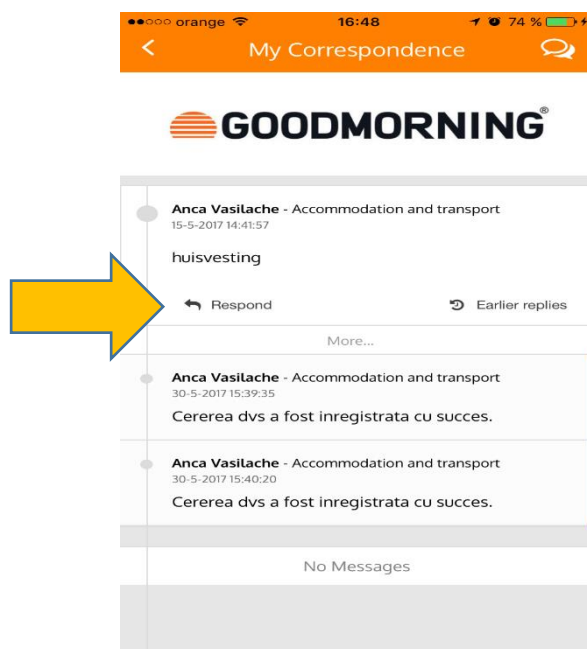 orange 16:48 74 %
My Correspondence
GOODMORNING®
Anca Vasilache - Accommodation and transport
15-5-2017 14:41:57
huisvesting
Respond Earlier replies
More...
Anca Vasilache - Accommodation and transport
30-5-2017 15:39:35
Cererea dvs a fost inregistrata cu succes.
Anca Vasilache - Accommodation and transport
30-5-2017 15:40:20
Cererea dvs a fost inregistrata cu succes.
No Messages